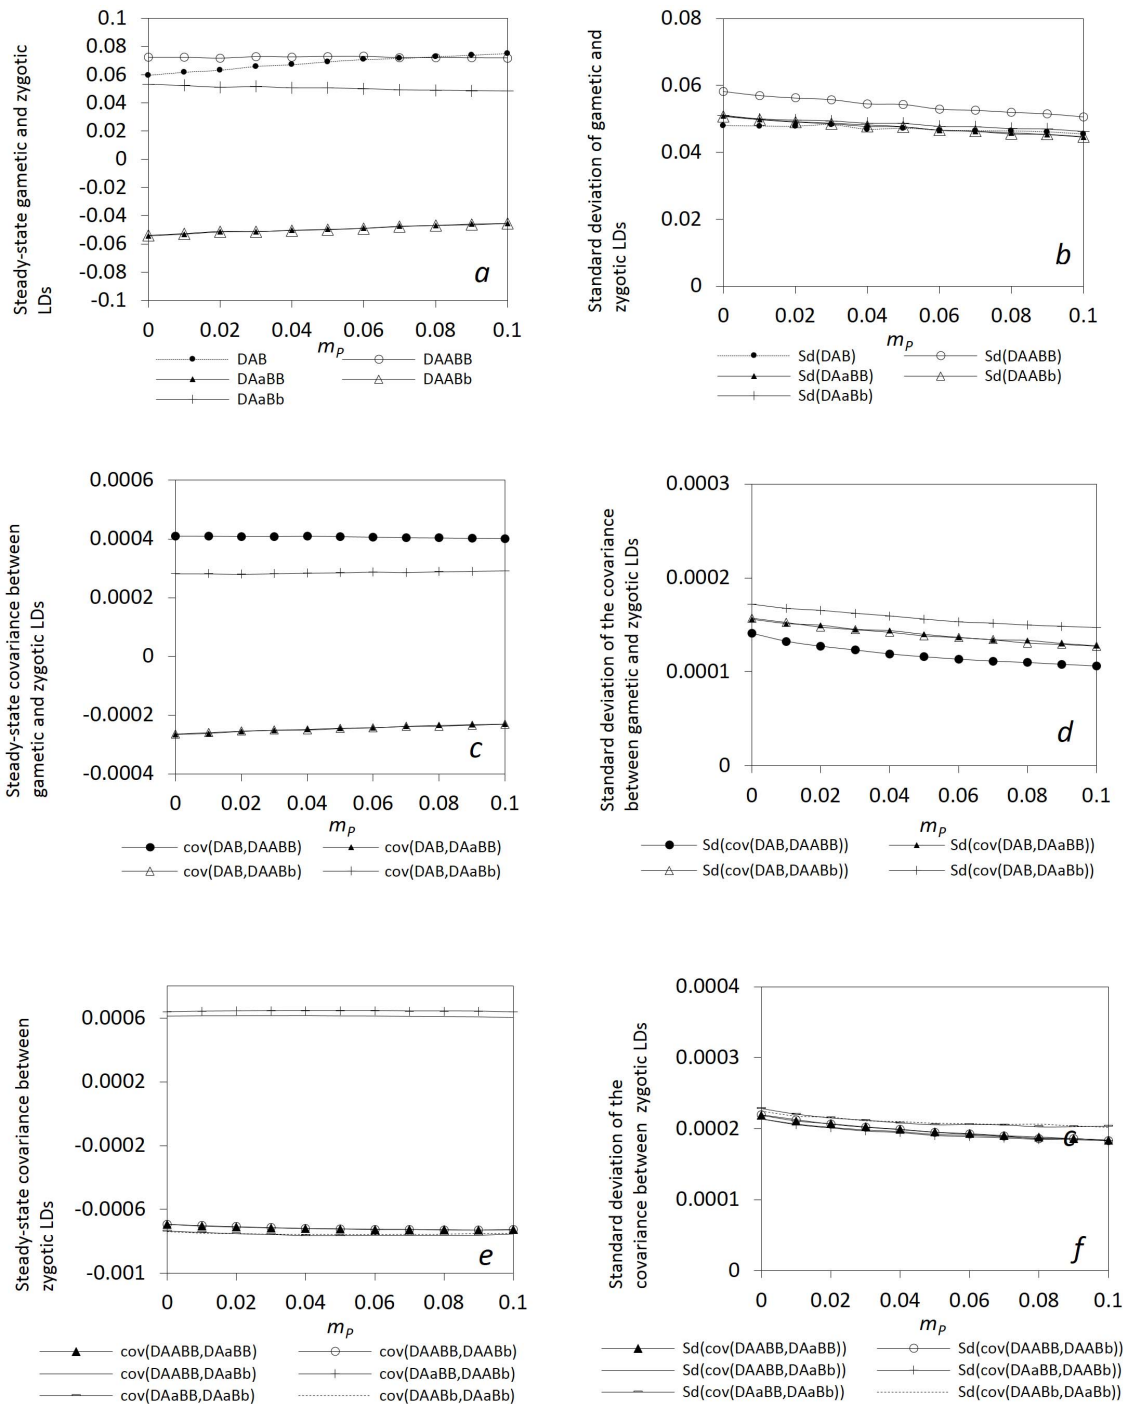 Steady-state gametic and zygotic
LDs
0.1
0.08
0.06
0.04
0.02
0
-0.02
-0.04
-0.06
-0.08
-0.1
a
0 0.02 0.04 0.06 0.08 0.1
mP
DAB DAABB
DAaBB DAABb
DAaBb
Standard deviation of gametic and
zygotic LDs
0.08
0.06
0.04
0.02
0
b
0 0.02 0.04 0.06 0.08 0.1
mP
Sd(DAB) Sd(DAABB)
Sd(DAaBB) Sd(DAABb)
Sd(DAaBb)
Steady-state covariance between
gametic and zygotic LDs
0.0006
0.0004
0.0002
0
-0.0002
-0.0004
c
0 0.02 0.04 0.06 0.08 0.1
mP
cov(DAB,DAABB) cov(DAB,DAaBB)
cov(DAB,DAABb) cov(DAB,DAaBb)
Standard deviation of the covariance
between gametic and zygotic LDs
0.0003
0.0002
0.0001
0
d
0 0.02 0.04 0.06 0.08 0.1
mP
Sd(cov(DAB,DAABB)) Sd(cov(DAB,DAaBB))
Sd(cov(DAB,DAABb)) Sd(cov(DAB,DAaBb))
Steady-state covariance between
zygotic LDs
0.0006
0.0002
-0.0002
-0.0006
-0.001
e
0 0.02 0.04 0.06 0.08 0.1
mP
cov(DAABB,DAaBB) cov(DAABB,DAABb)
cov(DAABB,DAaBb) cov(DAaBB,DAABb)
cov(DAaBB,DAaBb) cov(DAABb,DAaBb)
Standard deviation of the
covariance between zygotic LDs
0.0004
0.0003
0.0002
0.0001
0
c
f
0 0.02 0.04 0.06 0.08 0.1
mP
Sd(cov(DAABB,DAaBB)) Sd(cov(DAABB,DAABb))
Sd(cov(DAABB,DAaBb)) Sd(cov(DAaBB,DAABb))
Sd(cov(DAaBB,DAaBb)) Sd(cov(DAABb,DAaBb))